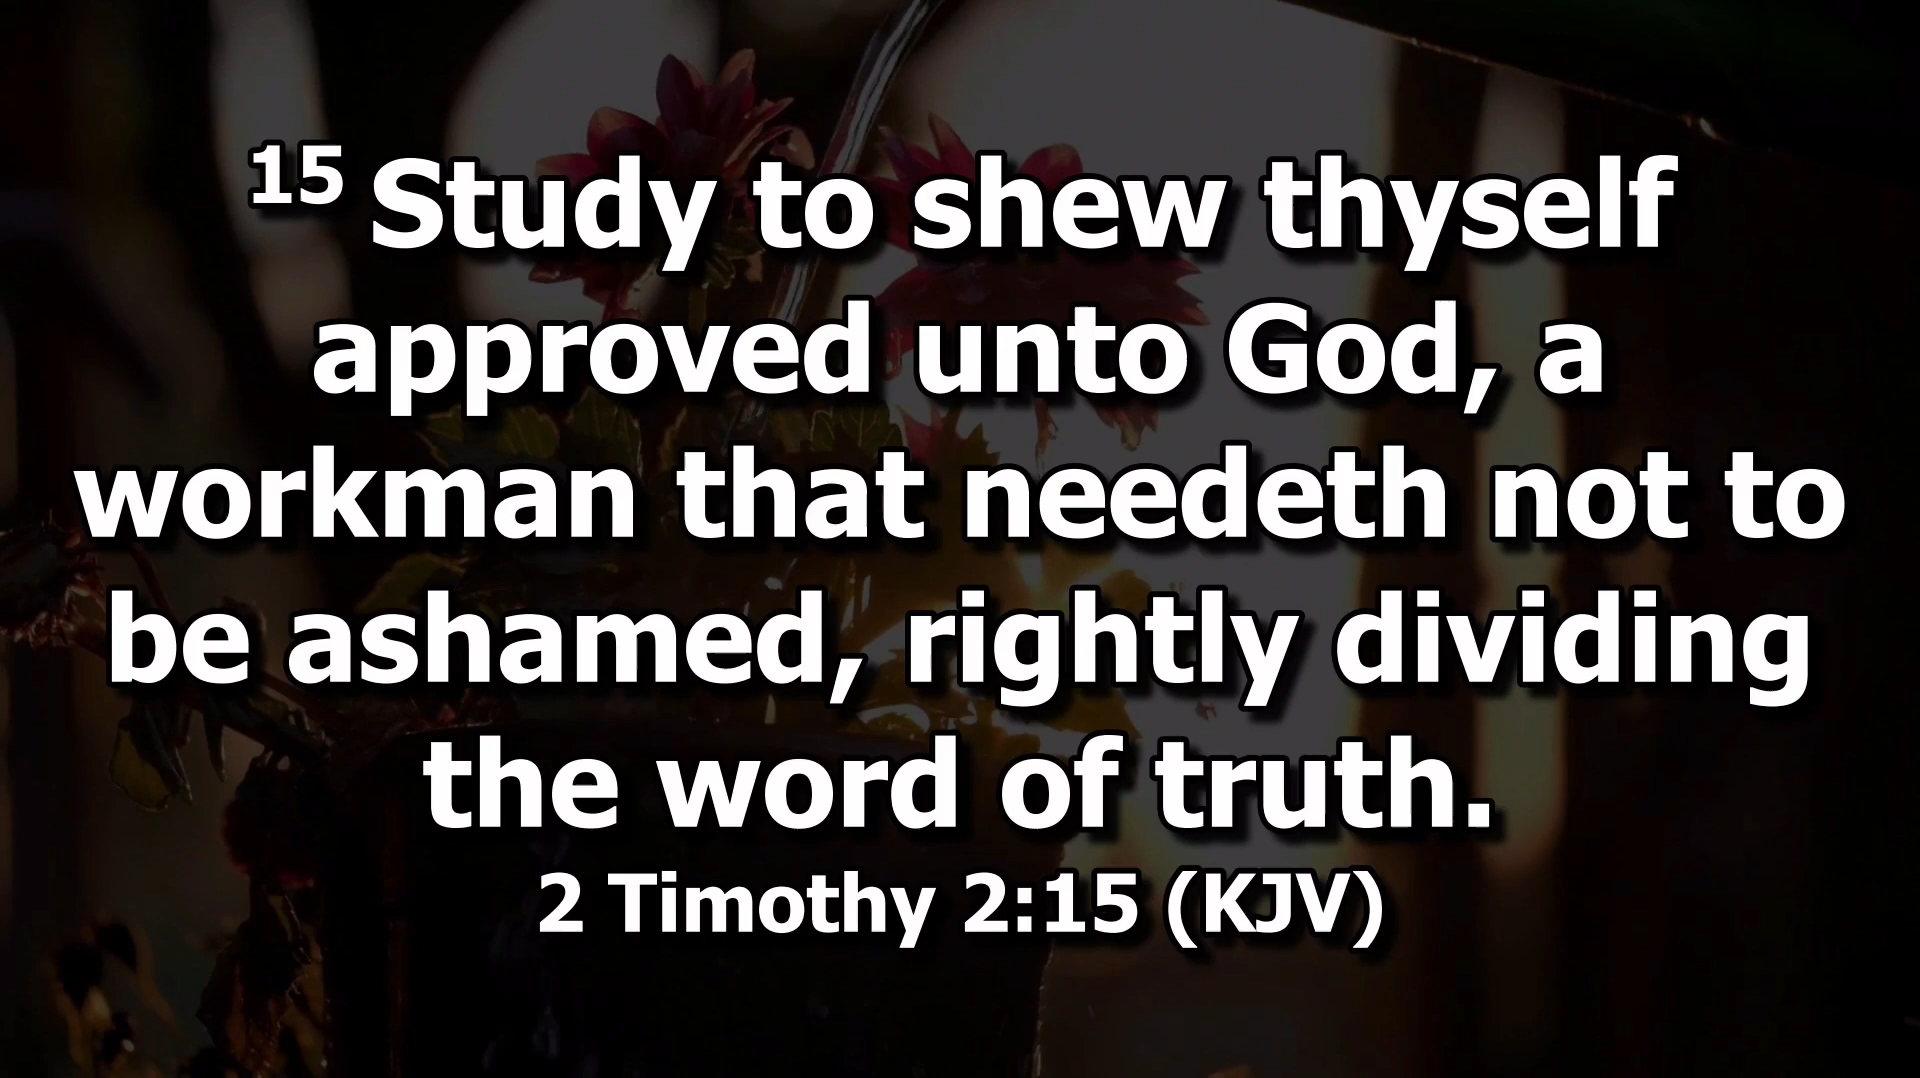 15 Study to shew thyself
approved unto God, a
workman that needeth not to
be ashamed, rightly dividing
the word of truth.
2 Timothy 2:15 (KJV)